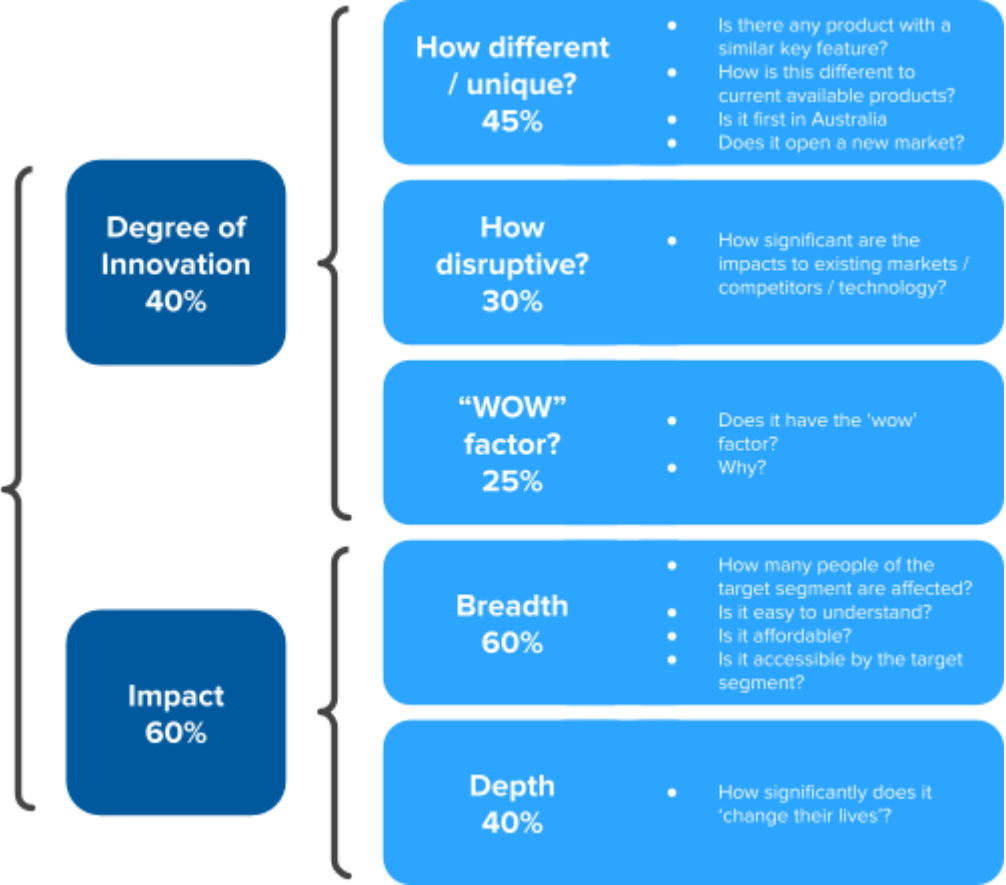 Degree of
Innovation
40%
How different
/ unique?
45%
• Is there any product with a
similar key feature?
• How is this different to
current available products?
• Is it first in Australia
• Does it open a new market?
How
disruptive?
30%
• How significant are the
impacts to existing markets /
competitors / technology?
“WOW”
factor?
25%
• Does it have the ‘wow’
factor?
• Why?
Impact
60%
Breadth
60%
• How many people of the
target segment are affected?
• Is it easy to understand?
• Is it affordable?
• Is it accessible by the target
segment?
Depth
40%
• How significantly does it
‘change their lives’?